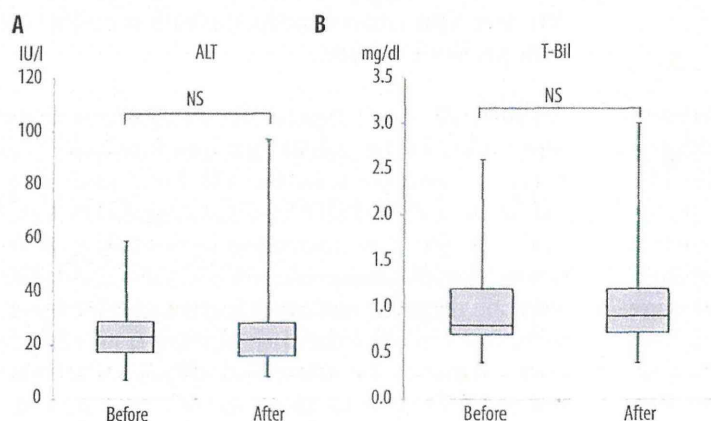 A
IU/l
ALT
120
100
80
60
40
20
0
NS
Before
After
B
mg/dl
T-Bil
3.5
3.0
2.5
2.0
1.5
1.0
0.5
0.0
NS
Before
After